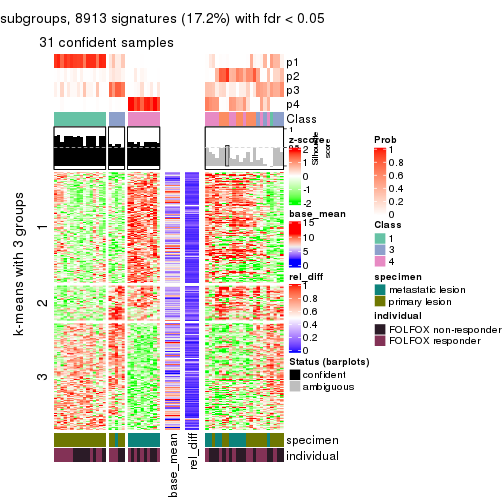 subgroups, 8913 signatures (17.2%) with fdr < 0.05
31 confident samples
p1
p2
p3
p4
Class
1
z-score
2
1
0
-1
-2
Silhouette
score
base_mean
15
10
5
0
rel_diff
1
0.8
0.6
0.4
0.2
0
Status (barplots)
confident
ambiguous
Prob
1
0.8
0.6
0.4
0.2
0
Class
1
3
4
specimen
metastatic lesion
primary lesion
individual
FOLFOX non-responder
FOLFOX responder
k-means with 3 groups
1
2
3
specimen
individual
base_mean
rel_diff